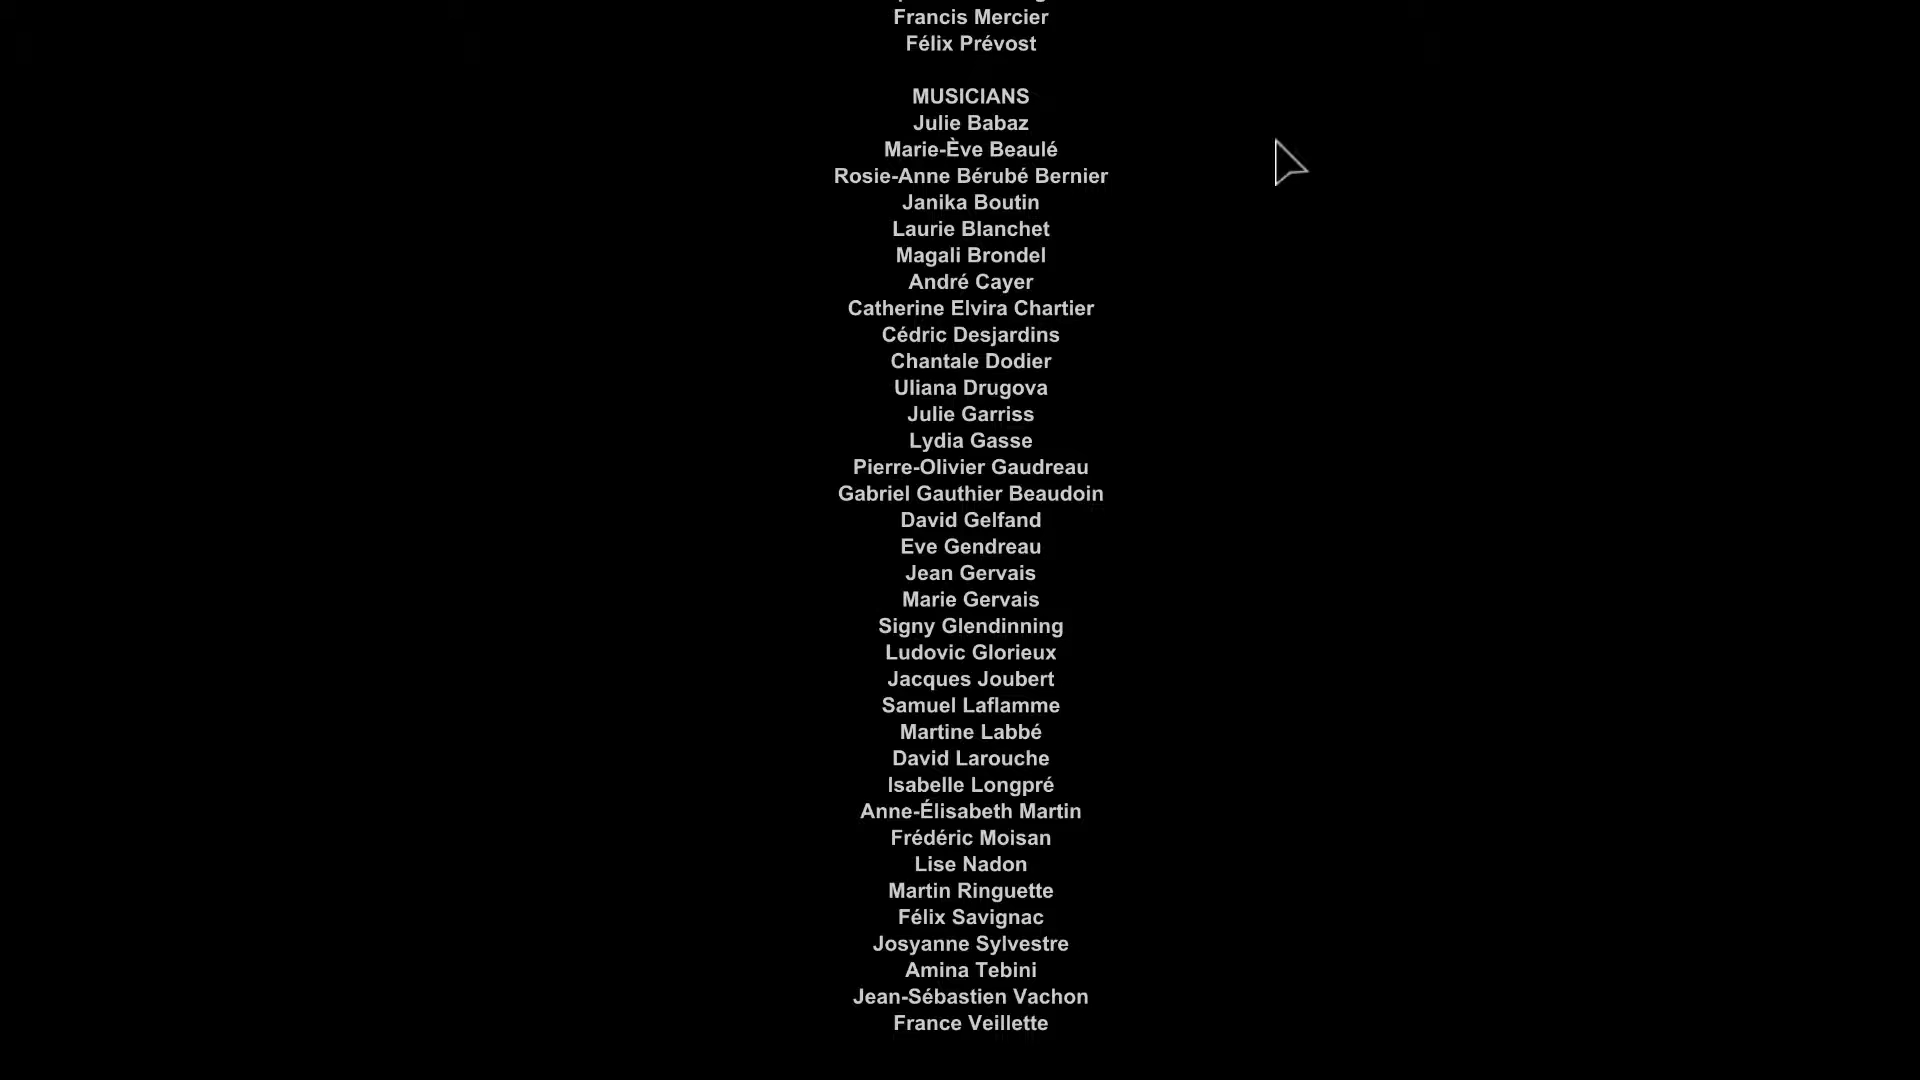 Francis Mercier
Félix Prévost
MUSICIANS
Julie Babaz
Marie-Ève Beaulé
Rosie-Anne Bérubé Bernier
Janika Boutin
Laurie Blanchet
Magali Brondel
André Cayer
Catherine Elvira Chartier
Cédric Desjardins
Chantale Dodier
Uliana Drugova
Julie Garriss
Lydia Gasse
Pierre-Olivier Gaudreau
Gabriel Gauthier Beaudoin
David Gelfand
Eve Gendreau
Jean Gervais
Marie Gervais
Signy Glendinning
Ludovic Glorieux
Jacques Joubert
Samuel Laflamme
Martine Labbé
David Larouche
Isabelle Longpré
Anne-Élisabeth Martin
Frédéric Moisan
Lise Nadon
Martin Ringuette
Félix Savignac
Josyanne Sylvestre
Amina Tebini
Jean-Sébastien Vachon
France Veillette